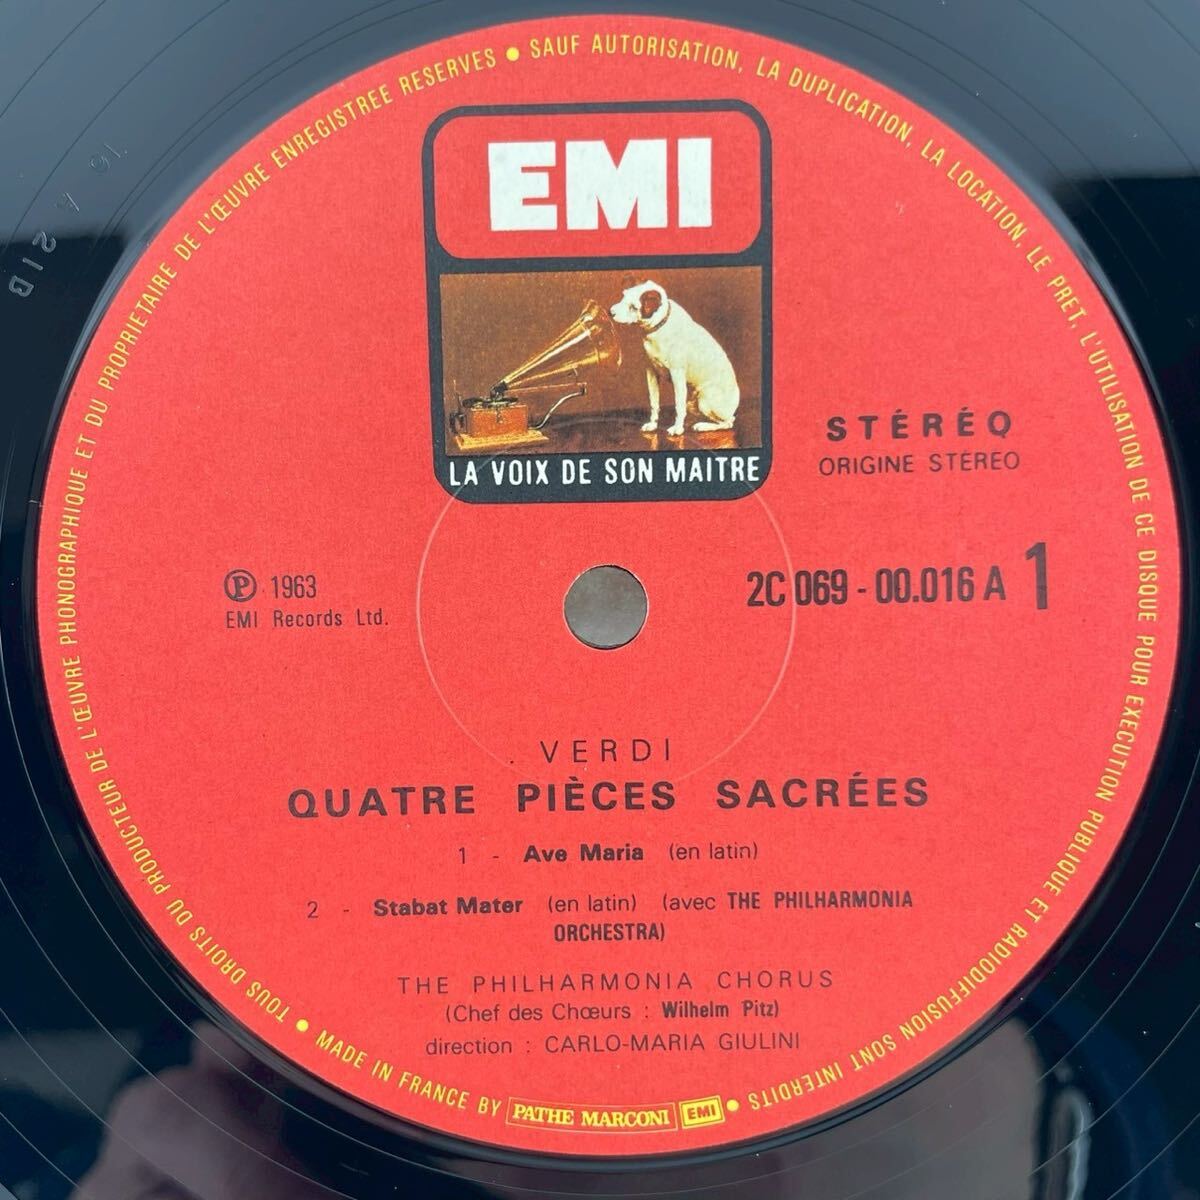 EMI
LA VOIX DE SON MAITRE
STÉRÉO
ORIGINE STEREO
℗ 1963
EMI Records Ltd.
2C 069 - 00.016 A 1
VERDI
QUATRE PIÈCES SACRÉES
1 - Ave Maria (en latin)
2 - Stabat Mater (en latin) (avec THE PHILHARMONIA
ORCHESTRA)
THE PHILHARMONIA CHORUS
(Chef des Chœurs : Wilhelm Pitz)
direction : CARLO-MARIA GIULINI
TOUS DROITS DU PRODUCTEUR DE L'ŒUVRE PHONOGRAPHIQUE ET DU PROPRIETAIRE DE L'ŒUVRE ENREGISTREE RESERVES • SAUF AUTORISATION, LA DUPLICATION, LA LOCATION, LE PRET, L'UTILISATION DE CE DISQUE POUR EXECUTION PUBLIQUE ET RADIODIFFUSION SONT INTERDITS •
• MADE IN FRANCE BY PATHE MARCONI EMI
21B